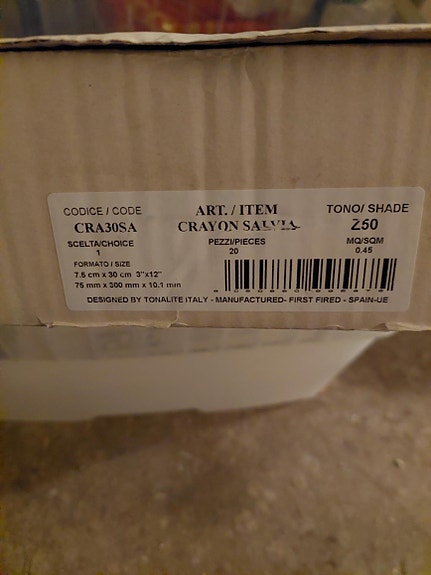 CODICE / CODE ART. / ITEM TONO/ SHADE
CRA30SA CRAYON SALVIA Z60
SCELTA/CHOICE PEZZI/PIECES MQ/SQM
1 20 0.45
FORMATO / SIZE
7.5 cm x 30 cm 3"x12"
75 mm x 300 mm x 10.1 mm
DESIGNED BY TONALITE ITALY - MANUFACTURED- FIRST FIRED - SPAIN-UE